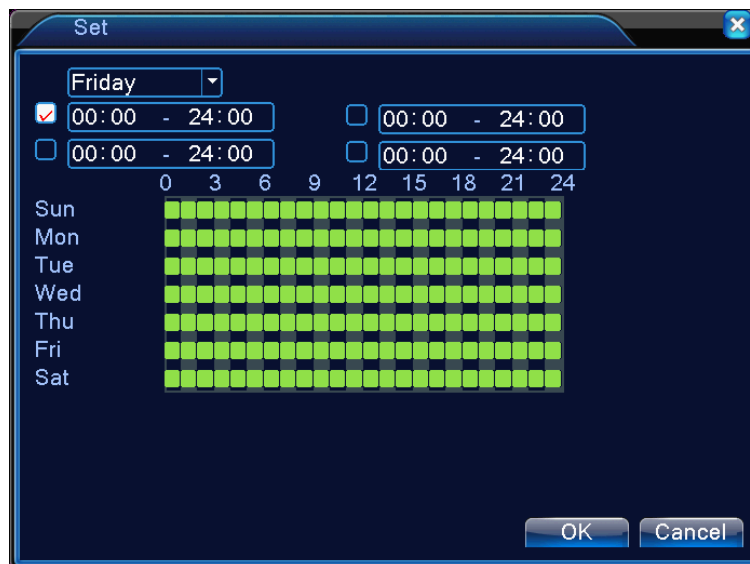 Set
Friday
00:00 - 24:00 00:00 - 24:00
00:00 - 24:00 00:00 - 24:00
0 3 6 9 12 15 18 21 24
Sun
Mon
Tue
Wed
Thu
Fri
Sat
OK Cancel